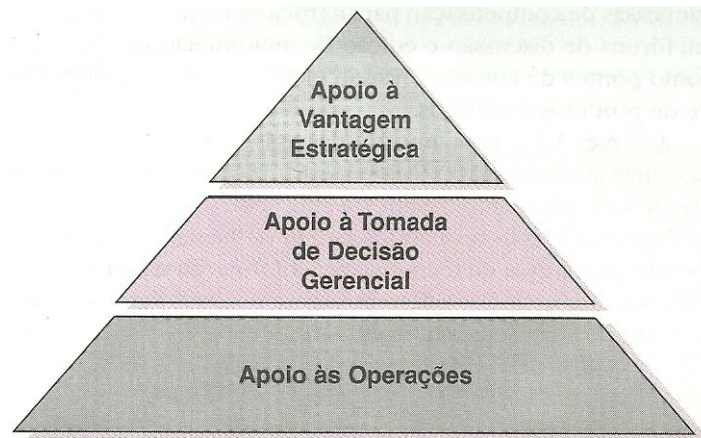 Apoio à
Vantagem
Estratégica
Apoio à Tomada
de Decisão
Gerencial
Apoio às Operações